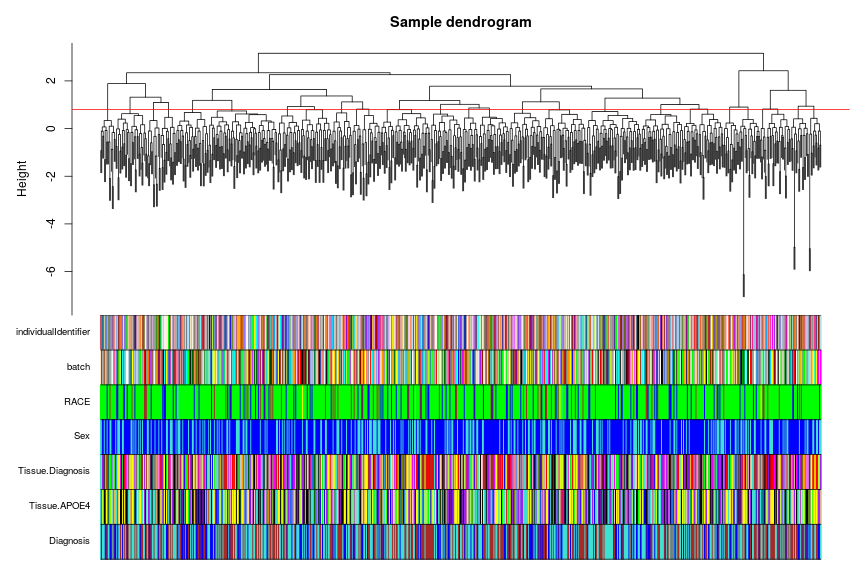 Sample dendrogram
Height
2
0
-2
-4
-6
individualIdentifier
batch
RACE
Sex
Tissue.Diagnosis
Tissue.APOE4
Diagnosis